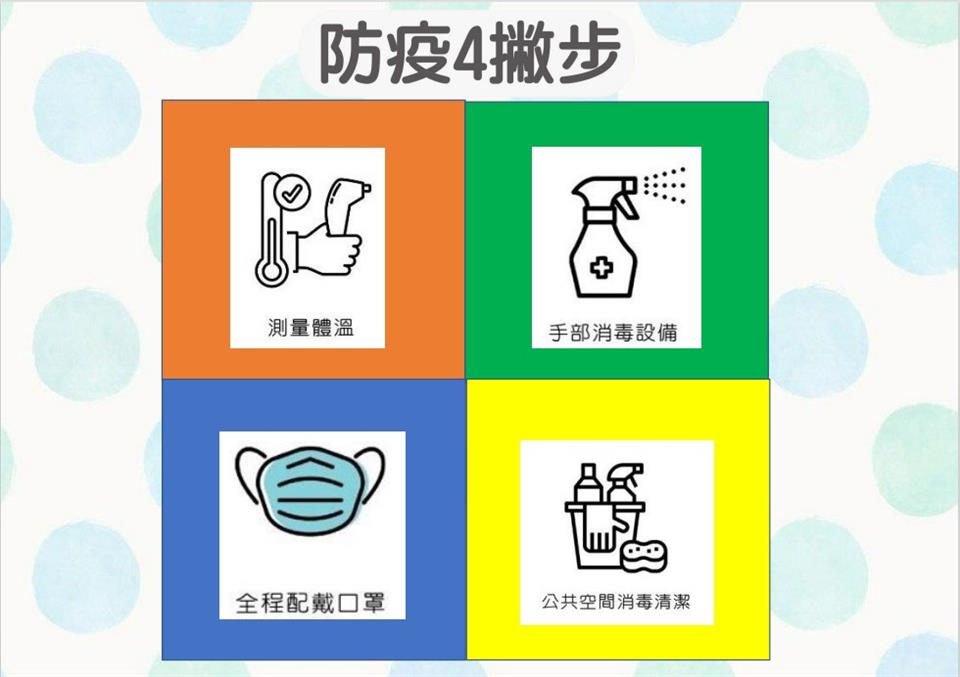 防疫4撇步
測量體溫
手部消毒設備
全程配戴口罩
公共空間消毒清潔